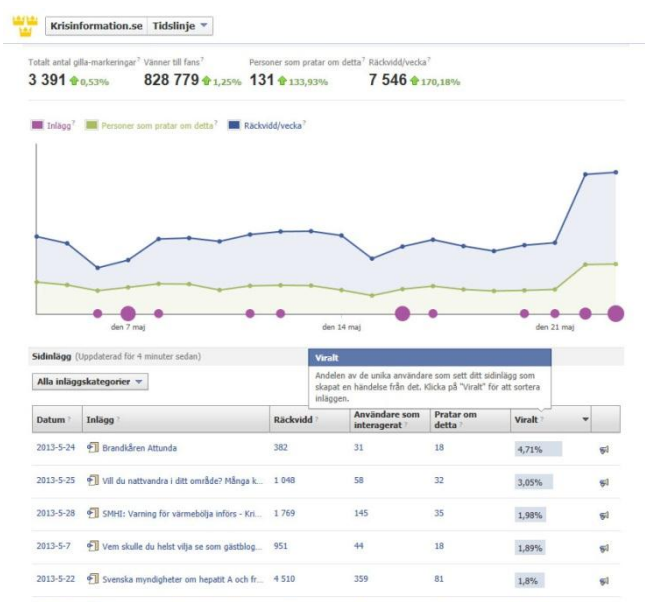 Krisinformation.se Tidslinje
Totalt antal gilla-markeringar? Vänner till fans? Personer som pratar om detta? Räckvidd/vecka?
3 391 0,53% 828 779 1,25% 131 133,93% 7 546 170,18%
Inlägg? Personer som pratar om detta? Räckvidd/vecka?
den 7 maj den 14 maj den 21 maj
Sidinlägg (Uppdaterad för 4 minuter sedan)
Viralt
Andelen av de unika användare som sett ditt sidinlägg som
skapat en händelse från det. Klicka på "Viralt" för att sortera
inläggen.
Alla inläggskategorier
Datum? Inlägg? Räckvidd? Användare som interagerat? Pratar om detta? Viralt?
2013-5-24 Brandkåren Attunda 382 31 18 4,71%
2013-5-25 Vill du nattvandra i ditt område? Många k... 1 048 58 32 3,05%
2013-5-28 SMHI: Varning för värmebölja införs - Kri... 1 769 145 35 1,98%
2013-5-7 Vem skulle du helst vilja se som gästblog... 951 44 18 1,89%
2013-5-22 Svenska myndigheter om hepatit A och fr... 4 510 359 81 1,8%